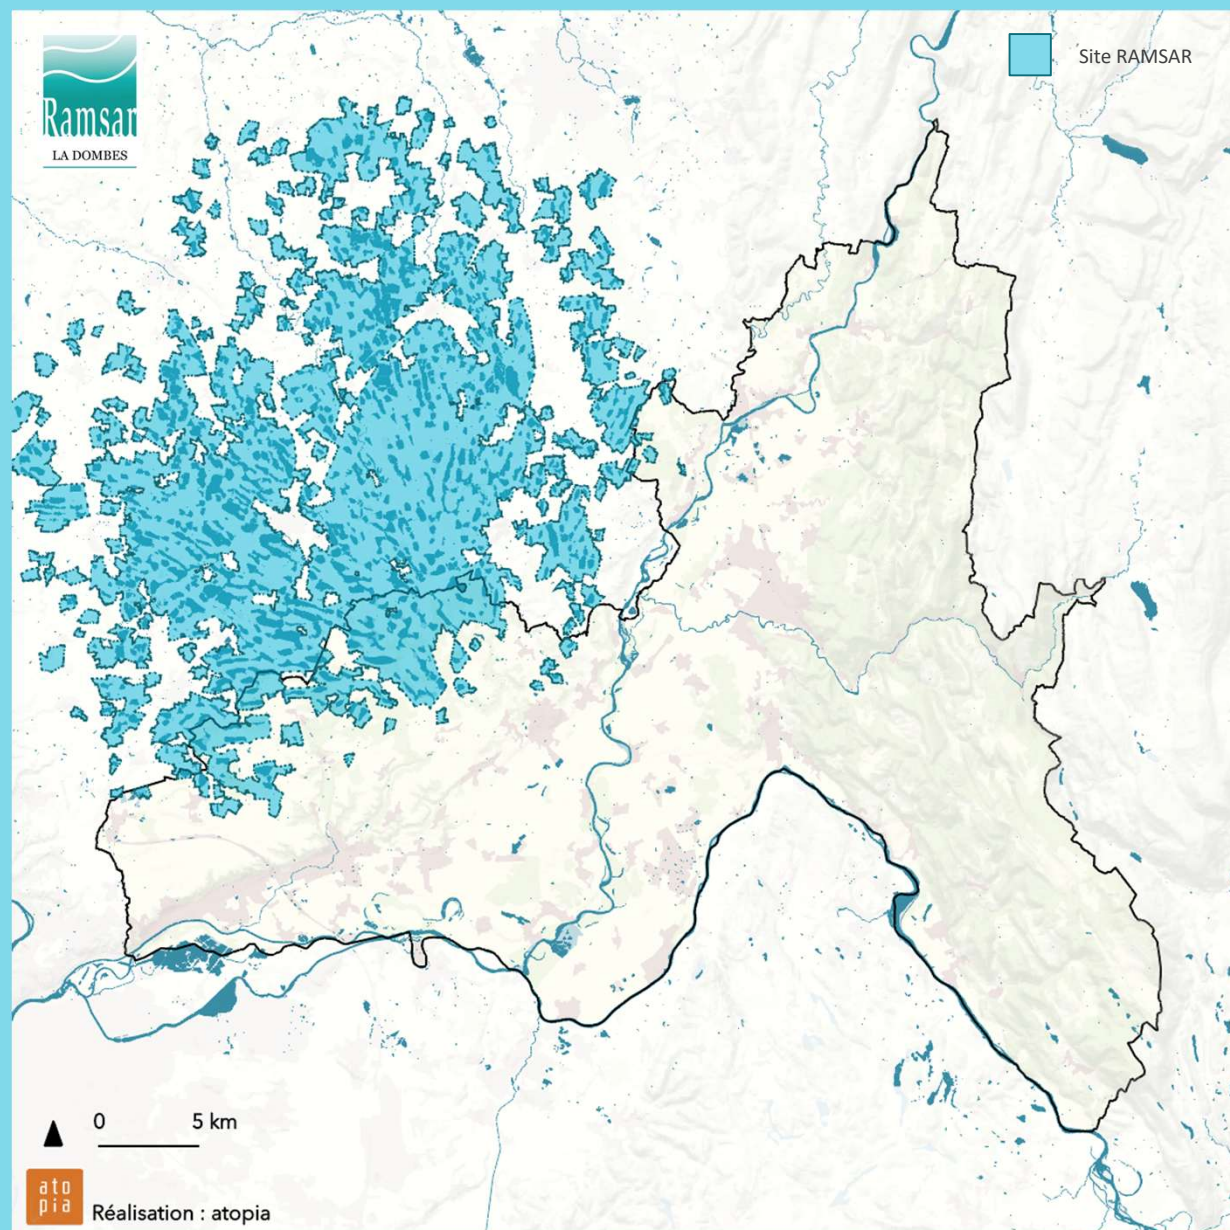 Ramsar
LA DOMBES
Site RAMSAR
0 5 km
ato
pia
Réalisation : atopia